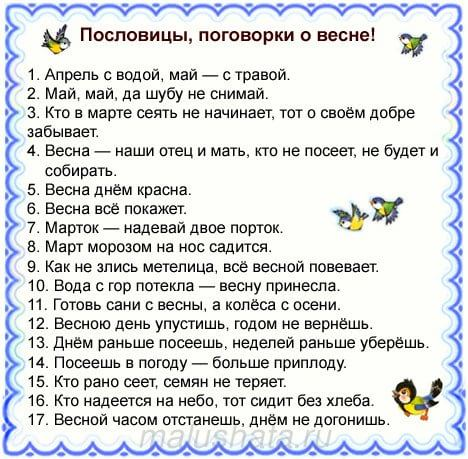 Пословицы, поговорки о весне!
1. Апрель с водой, май — с травой.
2. Май, май, да шубу не снимай.
3. Кто в марте сеять не начинает, тот о своём добре
забывает.
4. Весна — наши отец и мать, кто не посеет, не будет и
собирать.
5. Весна днём красна.
6. Весна всё покажет.
7. Марток — надевай двое порток.
8. Март морозом на нос садится.
9. Как не злись метелица, всё весной повевает.
10. Вода с гор потекла — весну принесла.
11. Готовь сани с весны, а колёса с осени.
12. Весною день упустишь, годом не вернёшь.
13. Днём раньше посеешь, неделей раньше уберёшь.
14. Посеешь в погоду — больше приплоду.
15. Кто рано сеет, семян не теряет.
16. Кто надеется на небо, тот сидит без хлеба.
17. Весной часом отстанешь, днём не догонишь.
malushata.ru